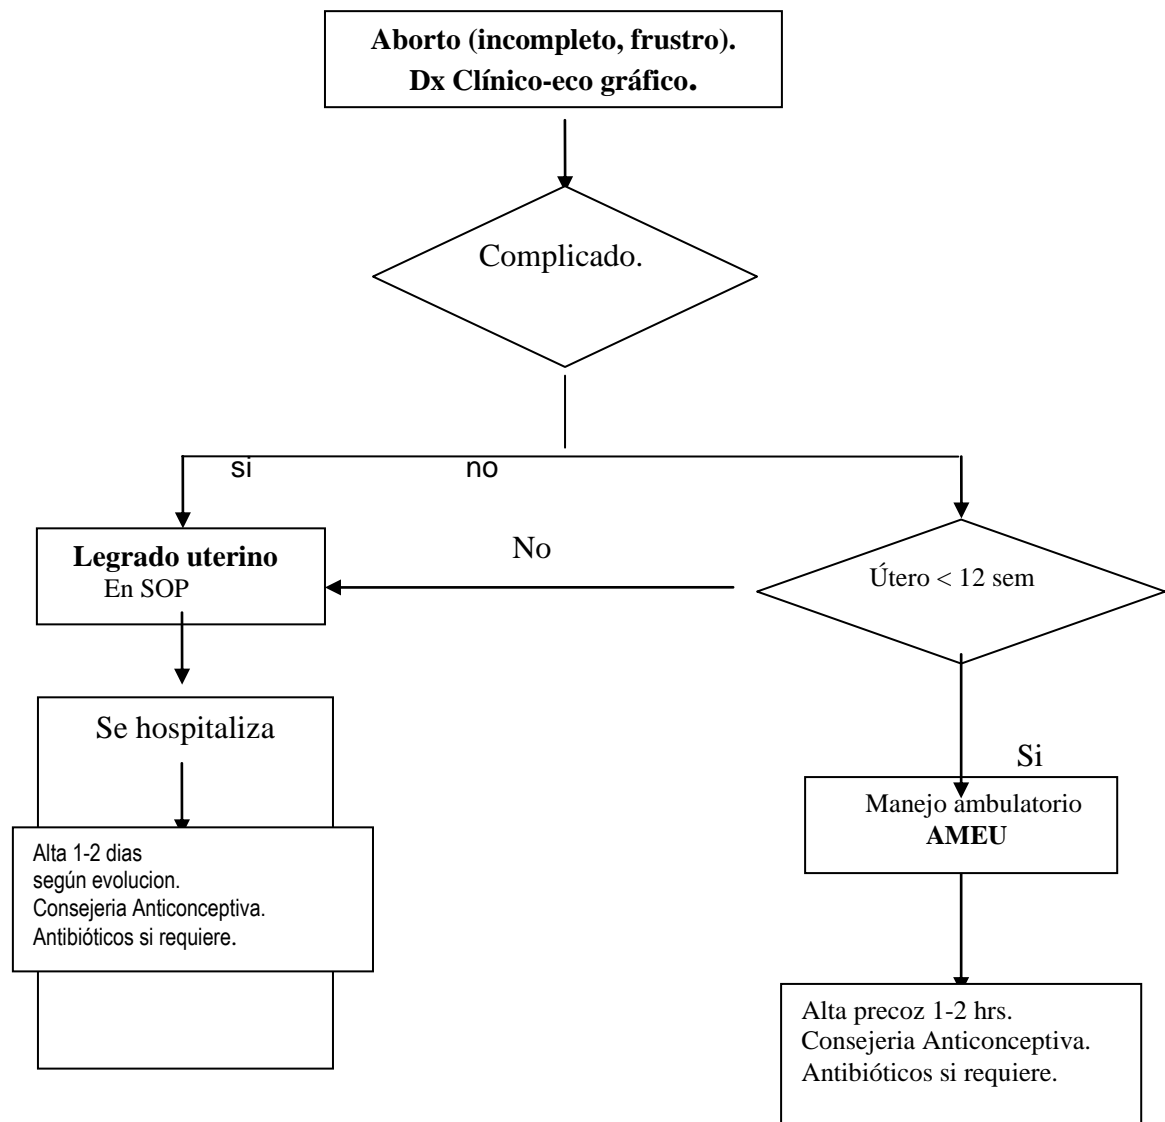 Aborto (incompleto, frustro).
Dx Clínico-eco gráfico.
Complicado.
si
no
Legrado uterino
En SOP
No
Útero < 12 sem
Se hospitaliza
Si
Manejo ambulatorio
AMEU
Alta 1-2 dias
según evolucion.
Consejeria Anticonceptiva.
Antibióticos si requiere.
Alta precoz 1-2 hrs.
Consejeria Anticonceptiva.
Antibióticos si requiere.